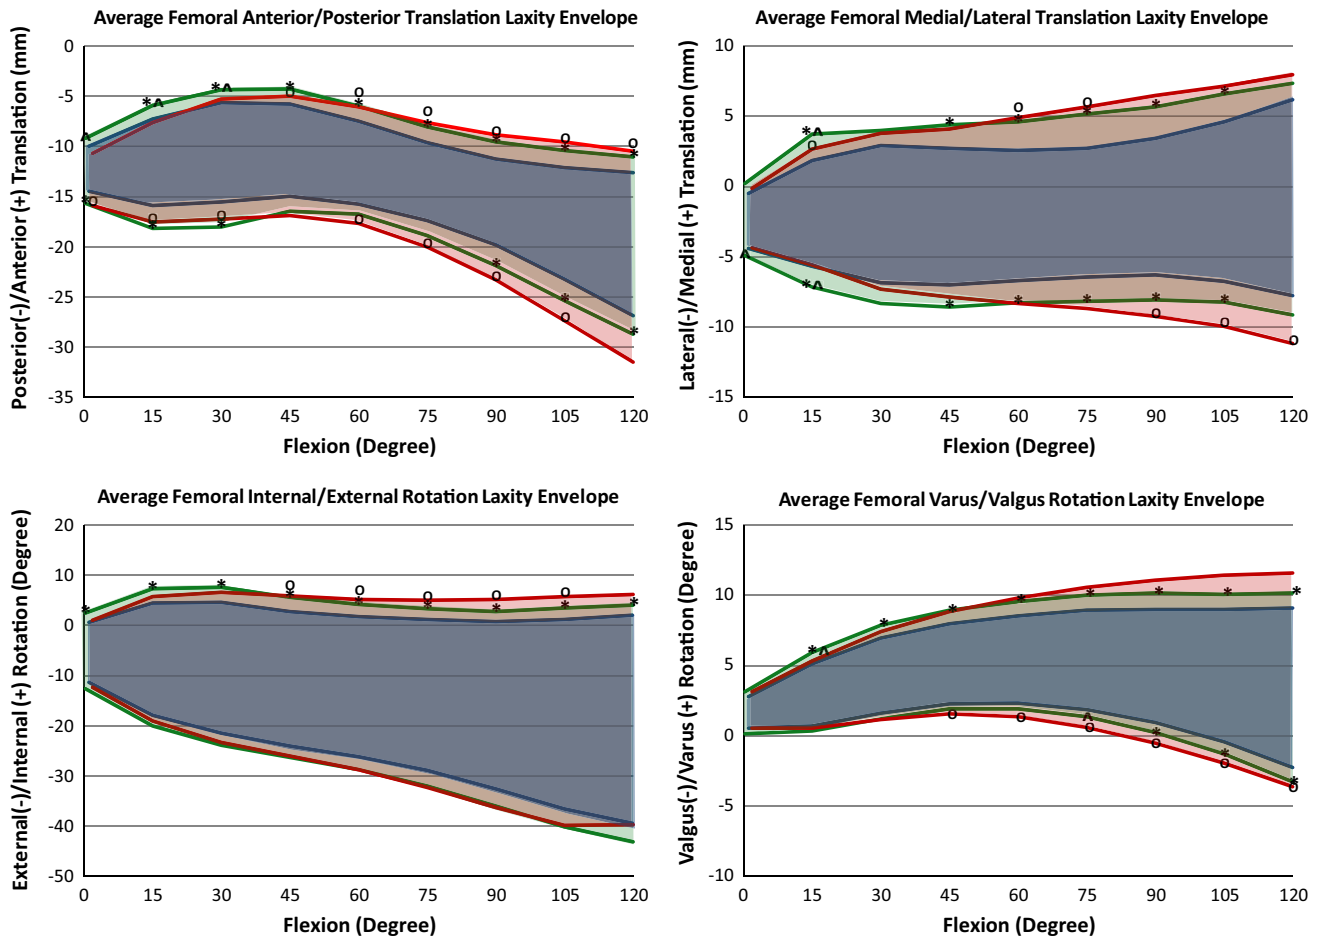 Average Femoral Anterior/Posterior Translation Laxity Envelope
Posterior(-)/Anterior (+) Translation (mm)
-0
-5
-10
-15
-20
-25
-30
-35
0 15 30 45 60 75 90 105 120
Flexion (Degree)
Average Femoral Medial/Lateral Translation Laxity Envelope
Lateral(-)/Medial (+) Translation (mm)
10
5
0
-5
-10
-15
0 15 30 45 60 75 90 105 120
Flexion (Degree)
Average Femoral Internal/External Rotation Laxity Envelope
External(-)/Internal (+) Rotation (Degree)
20
10
0
-10
-20
-30
-40
-50
0 15 30 45 60 75 90 105 120
Flexion (Degree)
Average Femoral Varus/Valgus Rotation Laxity Envelope
Valgus(-)/Varus (+) Rotation (Degree)
15
10
5
0
-5
-10
0 15 30 45 60 75 90 105 120
Flexion (Degree)